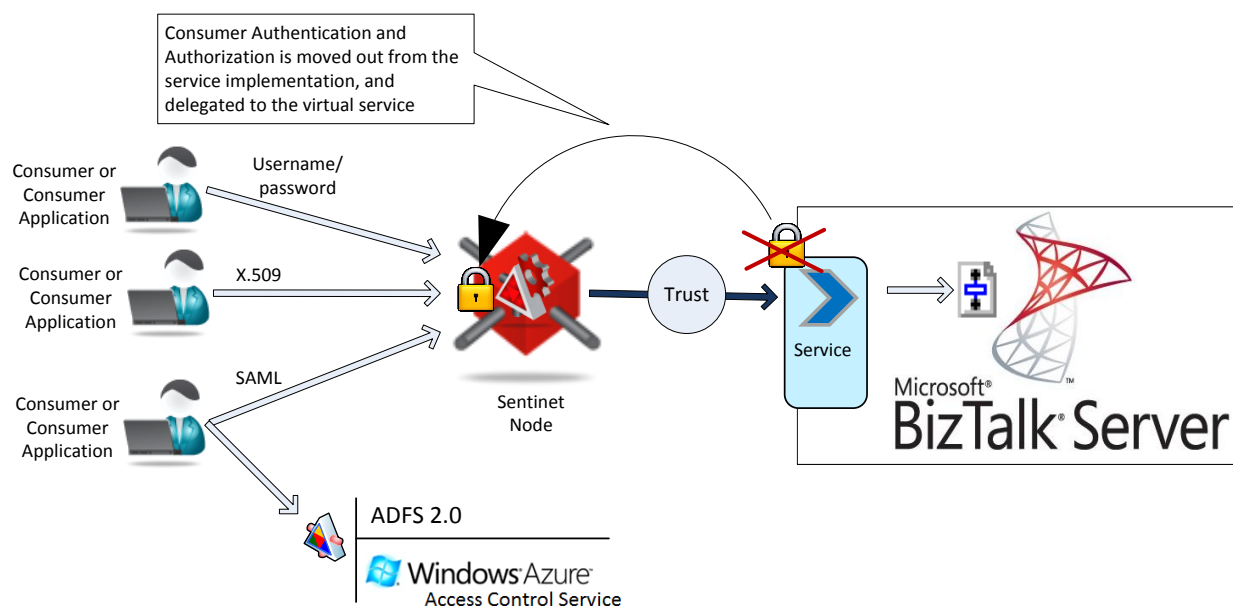 Consumer Authentication and
Authorization is moved out from the
service implementation, and
delegated to the virtual service
Consumer or
Consumer
Application
Username/
password
Consumer or
Consumer
Application
X.509
Consumer or
Consumer
Application
SAML
Sentinet
Node
Trust
Service
TM
Microsoft®
BizTalk® Server
ADFS 2.0
Windows Azure™
Access Control Service